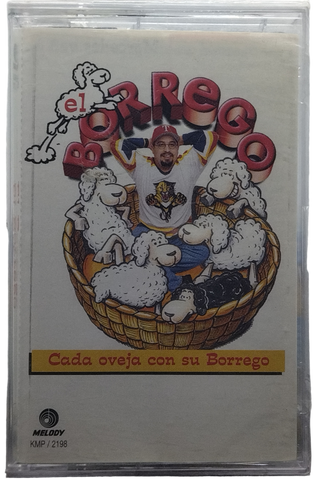 el
BORREGO
Cada oveja con su Borrego
MELODY
KMP / 2198